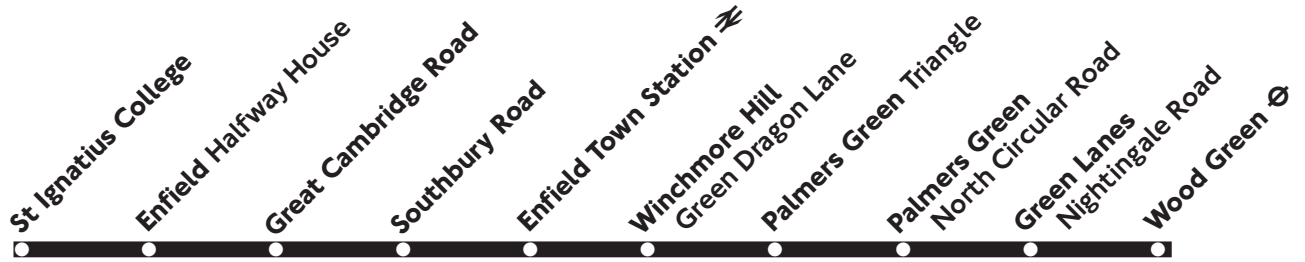 St Ignatius College
Enfield Halfway House
Great Cambridge Road
Southbury Road
Enfield Town Station
Winchmore Hill
Green Dragon Lane
Palmers Green Triangle
Palmers Green
North Circular Road
Green Lanes
Nightingale Road
Wood Green